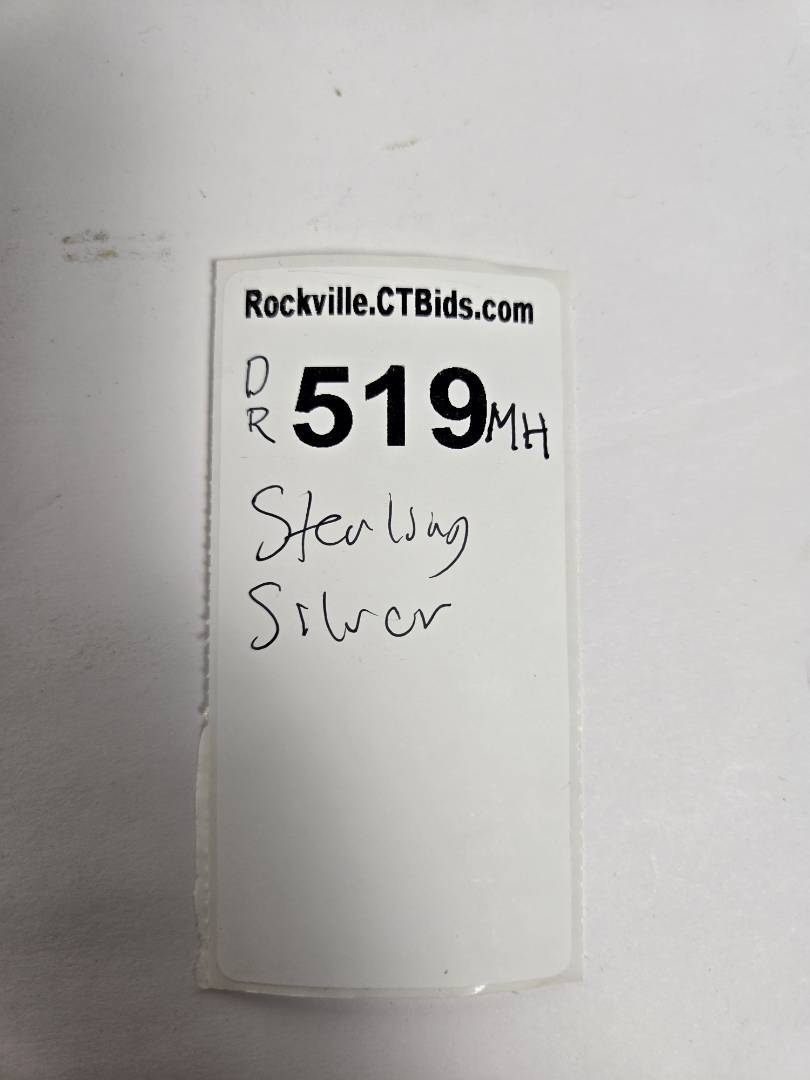 Rockville.CTBids.com
DR 519 MH
Sterling
Silver